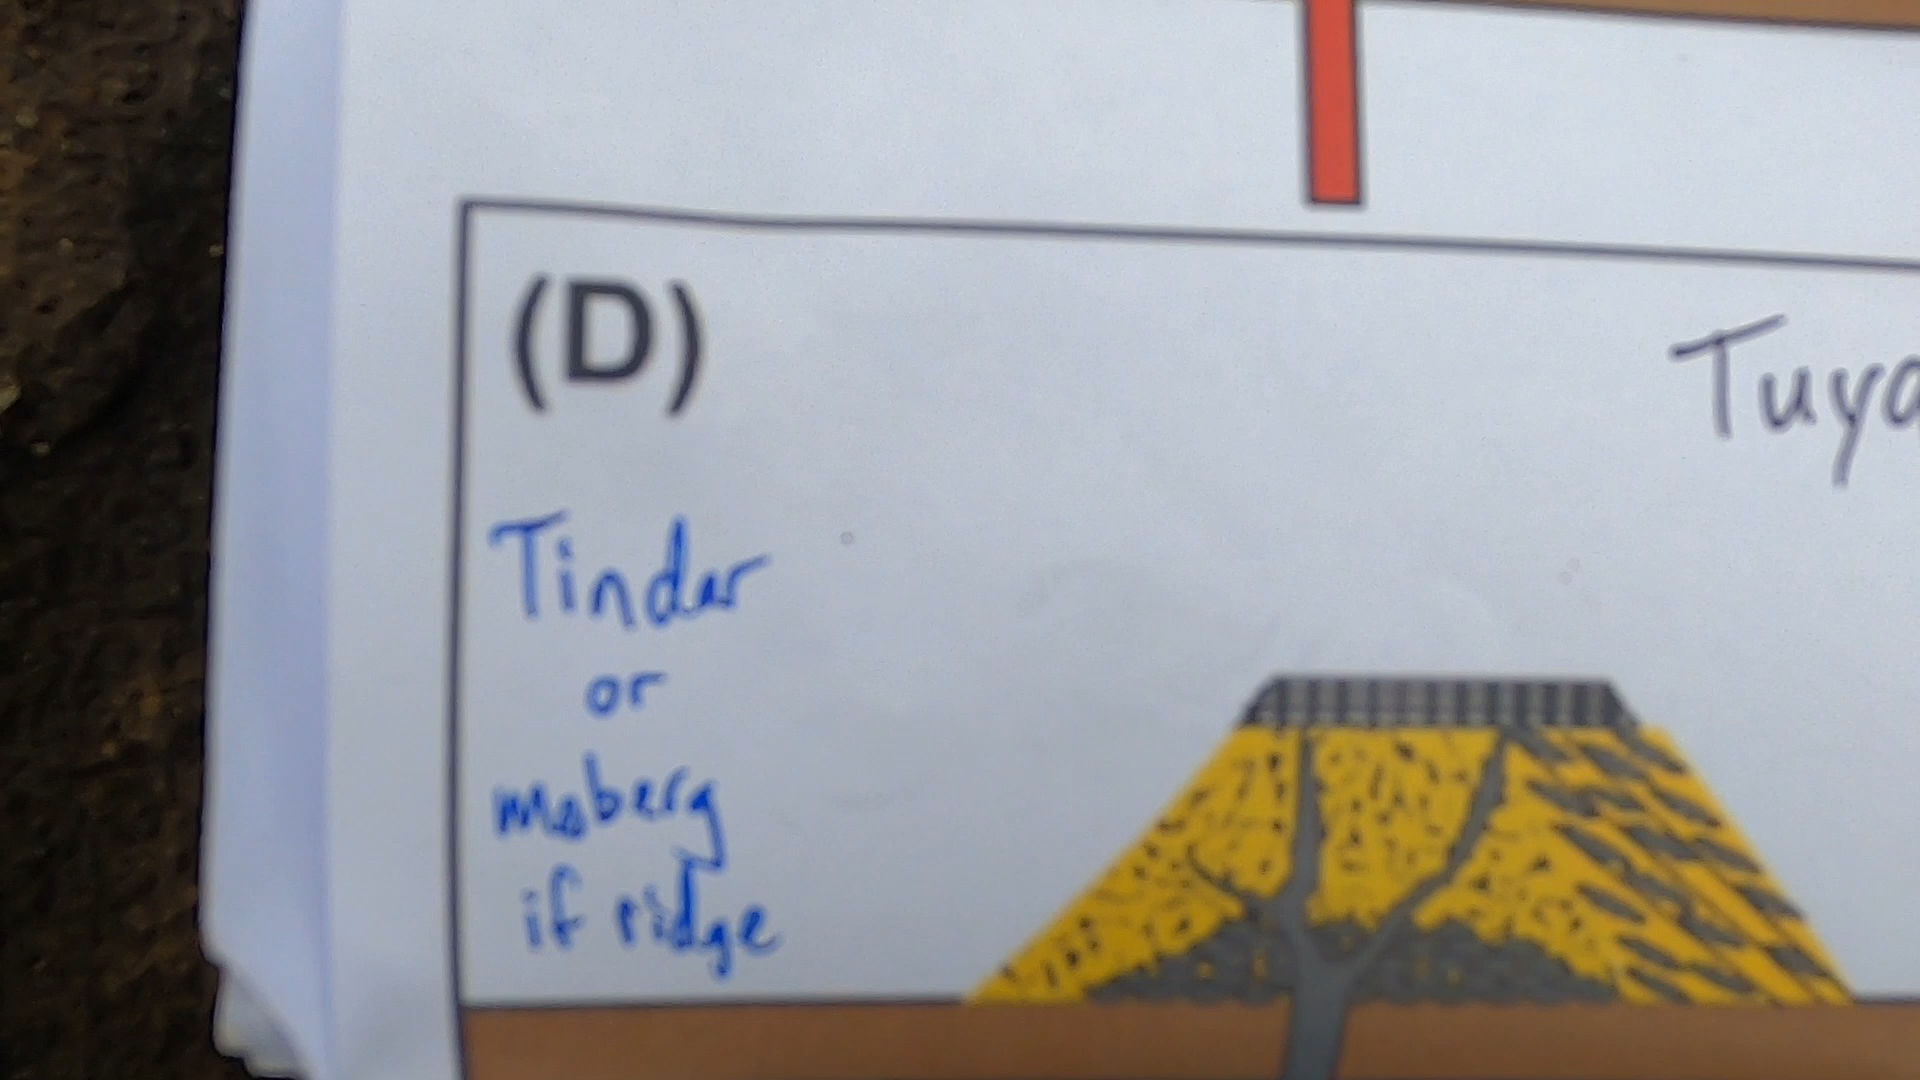 (D)
Tuya
Tindar
or
moberg
if ridge